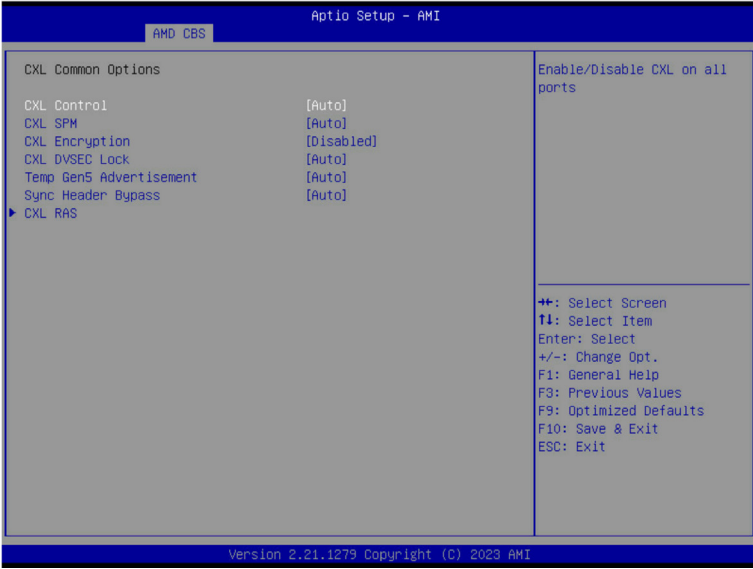 Aptio Setup – AMI
AMD CBS
CXL Common Options
CXL Control [Auto]
CXL SPM [Auto]
CXL Encryption [Disabled]
CXL DVSEC Lock [Auto]
Temp Gen5 Advertisement [Auto]
Sync Header Bypass [Auto]
CXL RAS
Enable/Disable CXL on all
ports
→←: Select Screen
↑↓: Select Item
Enter: Select
+/-: Change Opt.
F1: General Help
F3: Previous Values
F9: Optimized Defaults
F10: Save & Exit
ESC: Exit
Version 2.21.1279 Copyright (C) 2023 AMI